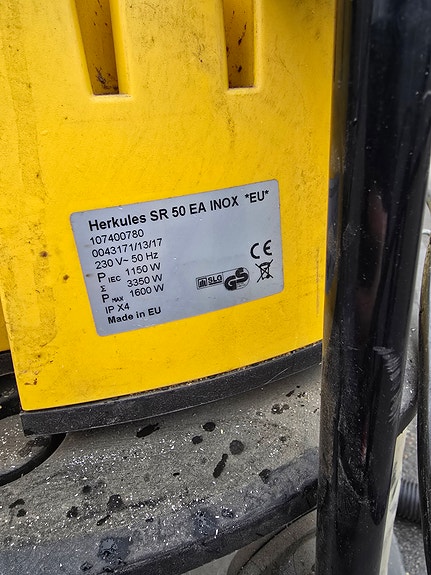 Herkules SR 50 EA INOX *EU*
107400780
0043171/13/17
230 V~ 50 Hz
P IEC 1150 W
Σ 3350 W
P MAX 1600 W
IP X4
Made in EU
CE
SLG
GS